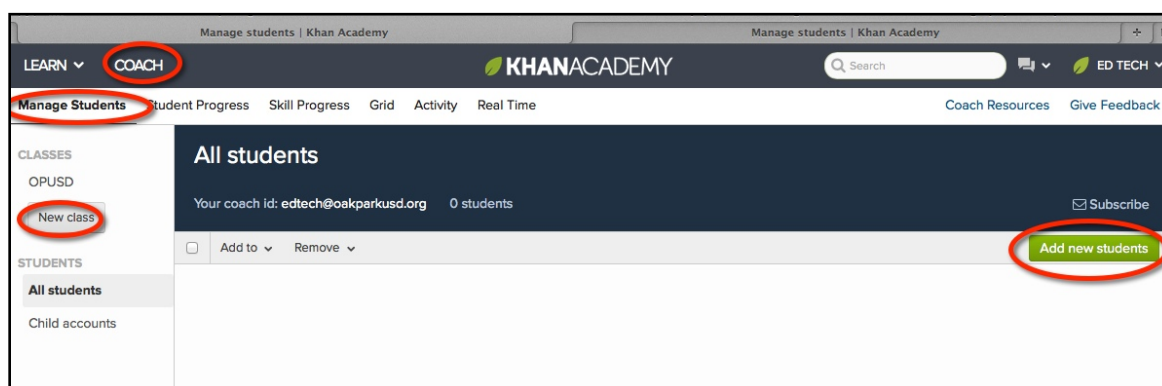 Manage students | Khan Academy Manage students | Khan Academy +
LEARN COACH KHANACADEMY Search ED TECH
Manage Students Student Progress Skill Progress Grid Activity Real Time Coach Resources Give Feedback
CLASSES
OPUSD
New class
STUDENTS
All students
Child accounts
All students
Your coach id: edtech@oakparkusd.org 0 students Subscribe
Add to Remove Add new students